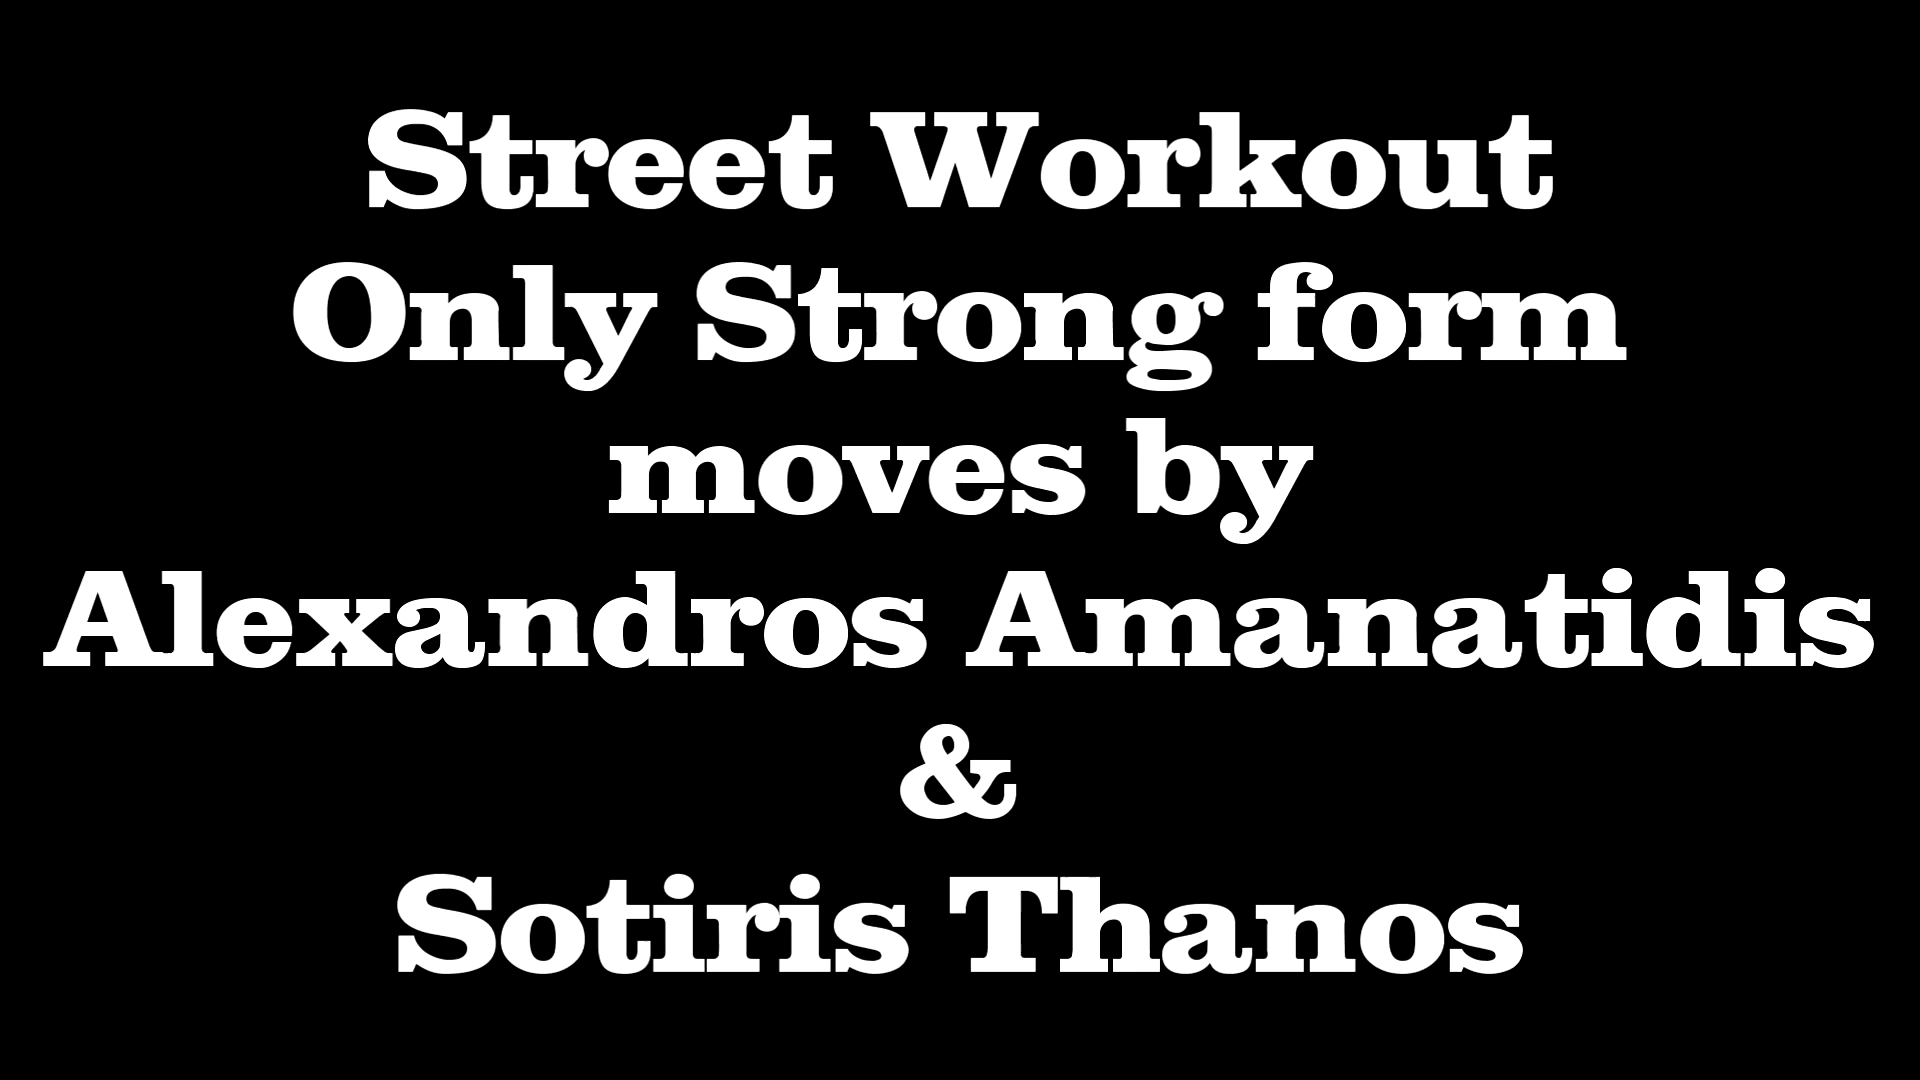 Street Workout
Only Strong form
moves by
Alexandros Amanatidis
&
Sotiris Thanos